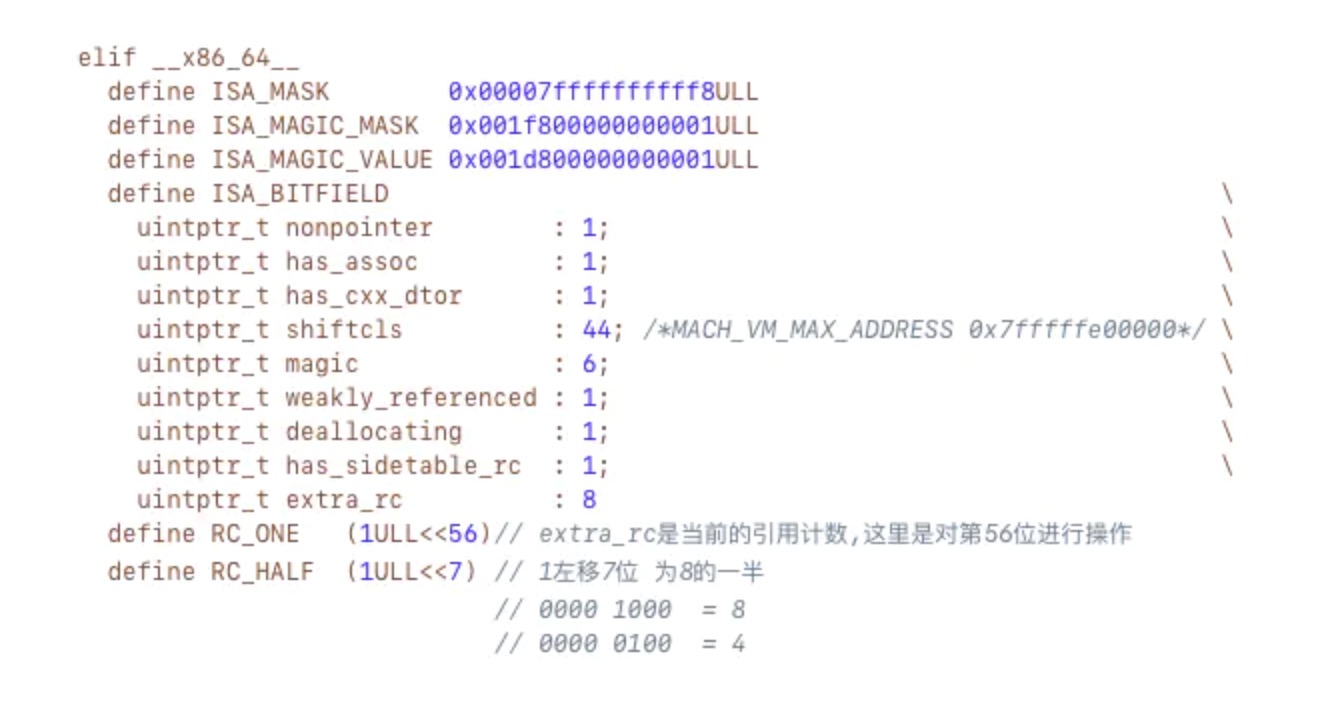 elif __x86_64__
define ISA_MASK 0x00007ffffffffff8ULL
define ISA_MAGIC_MASK 0x001f800000000001ULL
define ISA_MAGIC_VALUE 0x001d800000000001ULL
define ISA_BITFIELD \
uintptr_t nonpointer : 1; \
uintptr_t has_assoc : 1; \
uintptr_t has_cxx_dtor : 1; \
uintptr_t shiftcls : 44; /*MACH_VM_MAX_ADDRESS 0x7fffffe00000*/ \
uintptr_t magic : 6; \
uintptr_t weakly_referenced : 1; \
uintptr_t deallocating : 1; \
uintptr_t has_sidetable_rc : 1; \
uintptr_t extra_rc : 8
define RC_ONE (1ULL<<56)// extra_rc是当前的引用计数,这里是对第56位进行操作
define RC_HALF (1ULL<<7) // 1左移7位 为8的一半
// 0000 1000 = 8
// 0000 0100 = 4